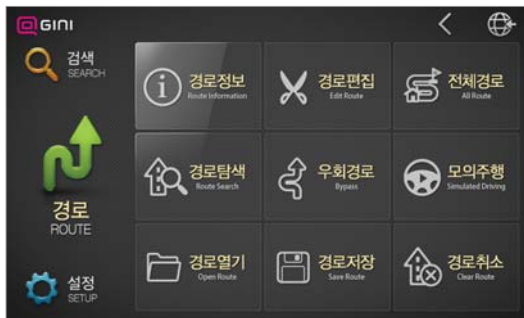 GINI
검색
SEARCH
경로
ROUTE
설정
SETUP
경로정보
Route Information
경로편집
Edit Route
전체경로
All Route
경로탐색
Route Search
우회경로
Bypass
모의주행
Simulated Driving
경로열기
Open Route
경로저장
Save Route
경로취소
Clear Route